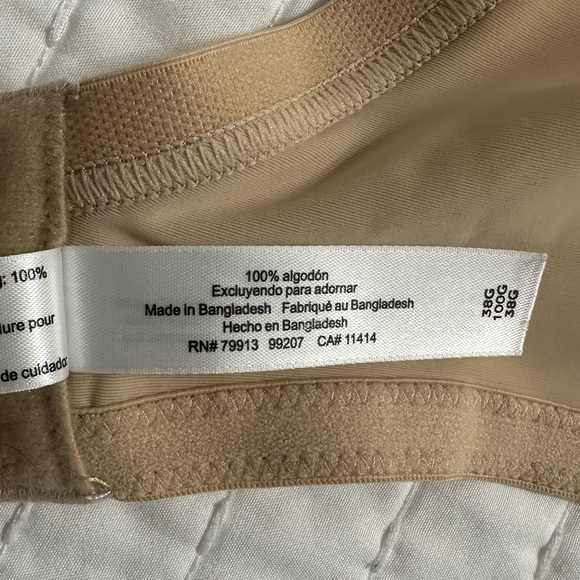 100% algodón
Excluyendo para adornar
Made in Bangladesh Fabriqué au Bangladesh
Hecho en Bangladesh
RN# 79913 99207 CA# 11414
38G
100G
38G
: 100%
ure pour
de cuidado: